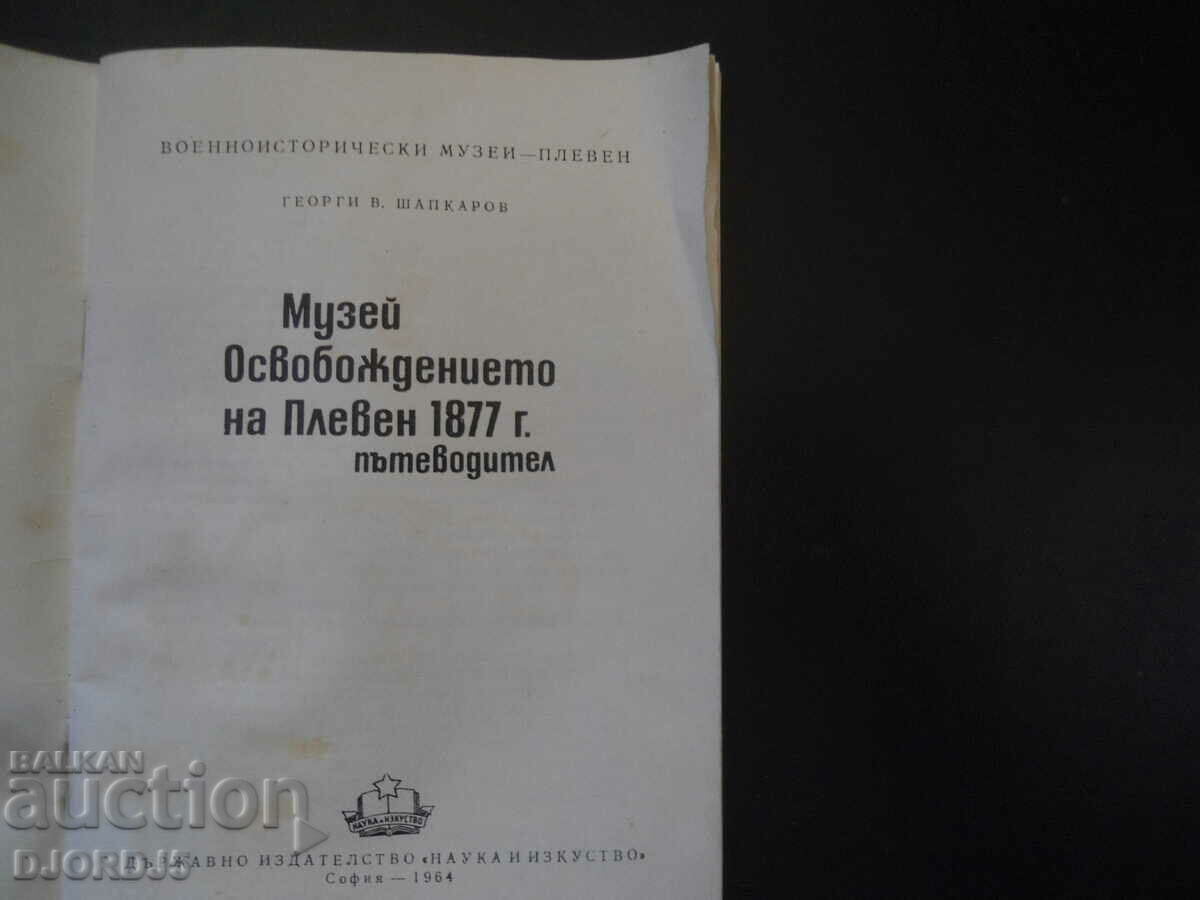 ВОЕННОИСТОРИЧЕСКИ МУЗЕИ—ПЛЕВЕН
ГЕОРГИ В. ШАПКАРОВ
Музей
Освобождението
на Плевен 1877 г.
пътеводител
НАУКА И ИЗКУСТВО
ДЪРЖАВНО ИЗДАТЕЛСТВО «НАУКА И ИЗКУСТВО»
София — 1964
BALKAN
auction
DJORDJ5